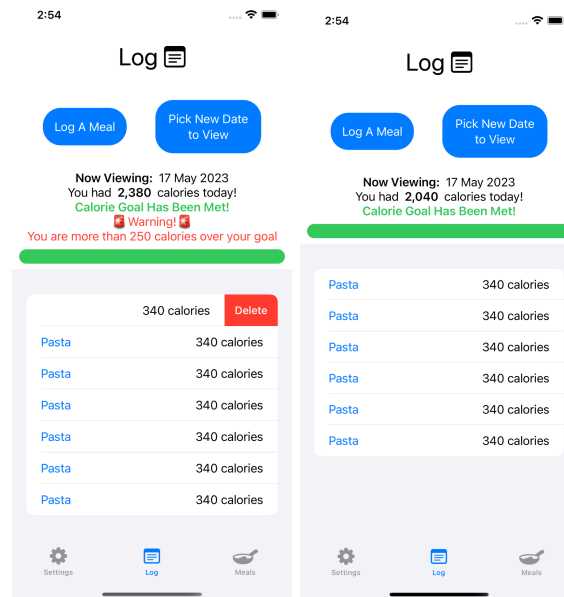 2:54
Log
Log A Meal
Pick New Date
to View
Now Viewing: 17 May 2023
You had 2,380 calories today!
Calorie Goal Has Been Met!
🚨 Warning! 🚨
You are more than 250 calories over your goal
340 calories Delete
Pasta 340 calories
Pasta 340 calories
Pasta 340 calories
Pasta 340 calories
Pasta 340 calories
Pasta 340 calories
Settings Log Meals
2:54
Log
Log A Meal
Pick New Date
to View
Now Viewing: 17 May 2023
You had 2,040 calories today!
Calorie Goal Has Been Met!
Pasta 340 calories
Pasta 340 calories
Pasta 340 calories
Pasta 340 calories
Pasta 340 calories
Pasta 340 calories
Settings Log Meals